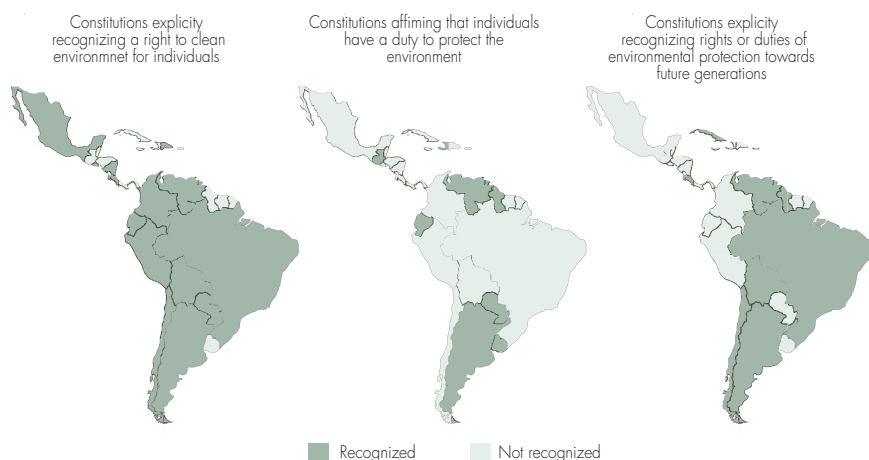 Constitutions explicity
recognizing a right to clean
environmnet for individuals
Constitutions affiming that individuals
have a duty to protect the
environment
Constitutions explicity
recognizing rights or duties of
environmental protection towards
future generations
Recognized
Not recognized